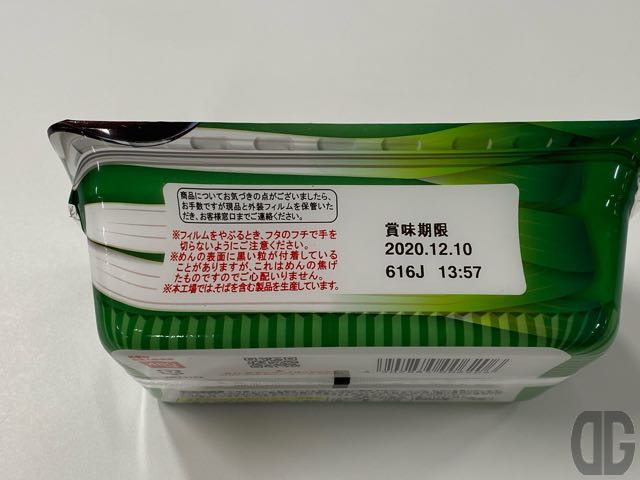 商品についてお気づきの点がございましたら、
お手数ですが現品と外装フィルムを保管いた
だき、お客様窓口までご連絡ください。
※フィルムをやぶるとき、フタのフチで手を
切らないようにご注意ください。
※めんの表面に黒い粒が付着している
ことがありますが、これはめんの焦げ
たものですのでご心配いりません。
※本工場では、そばを含む製品を生産しています。
賞味期限
2020.12.10
616J 13:57
DG